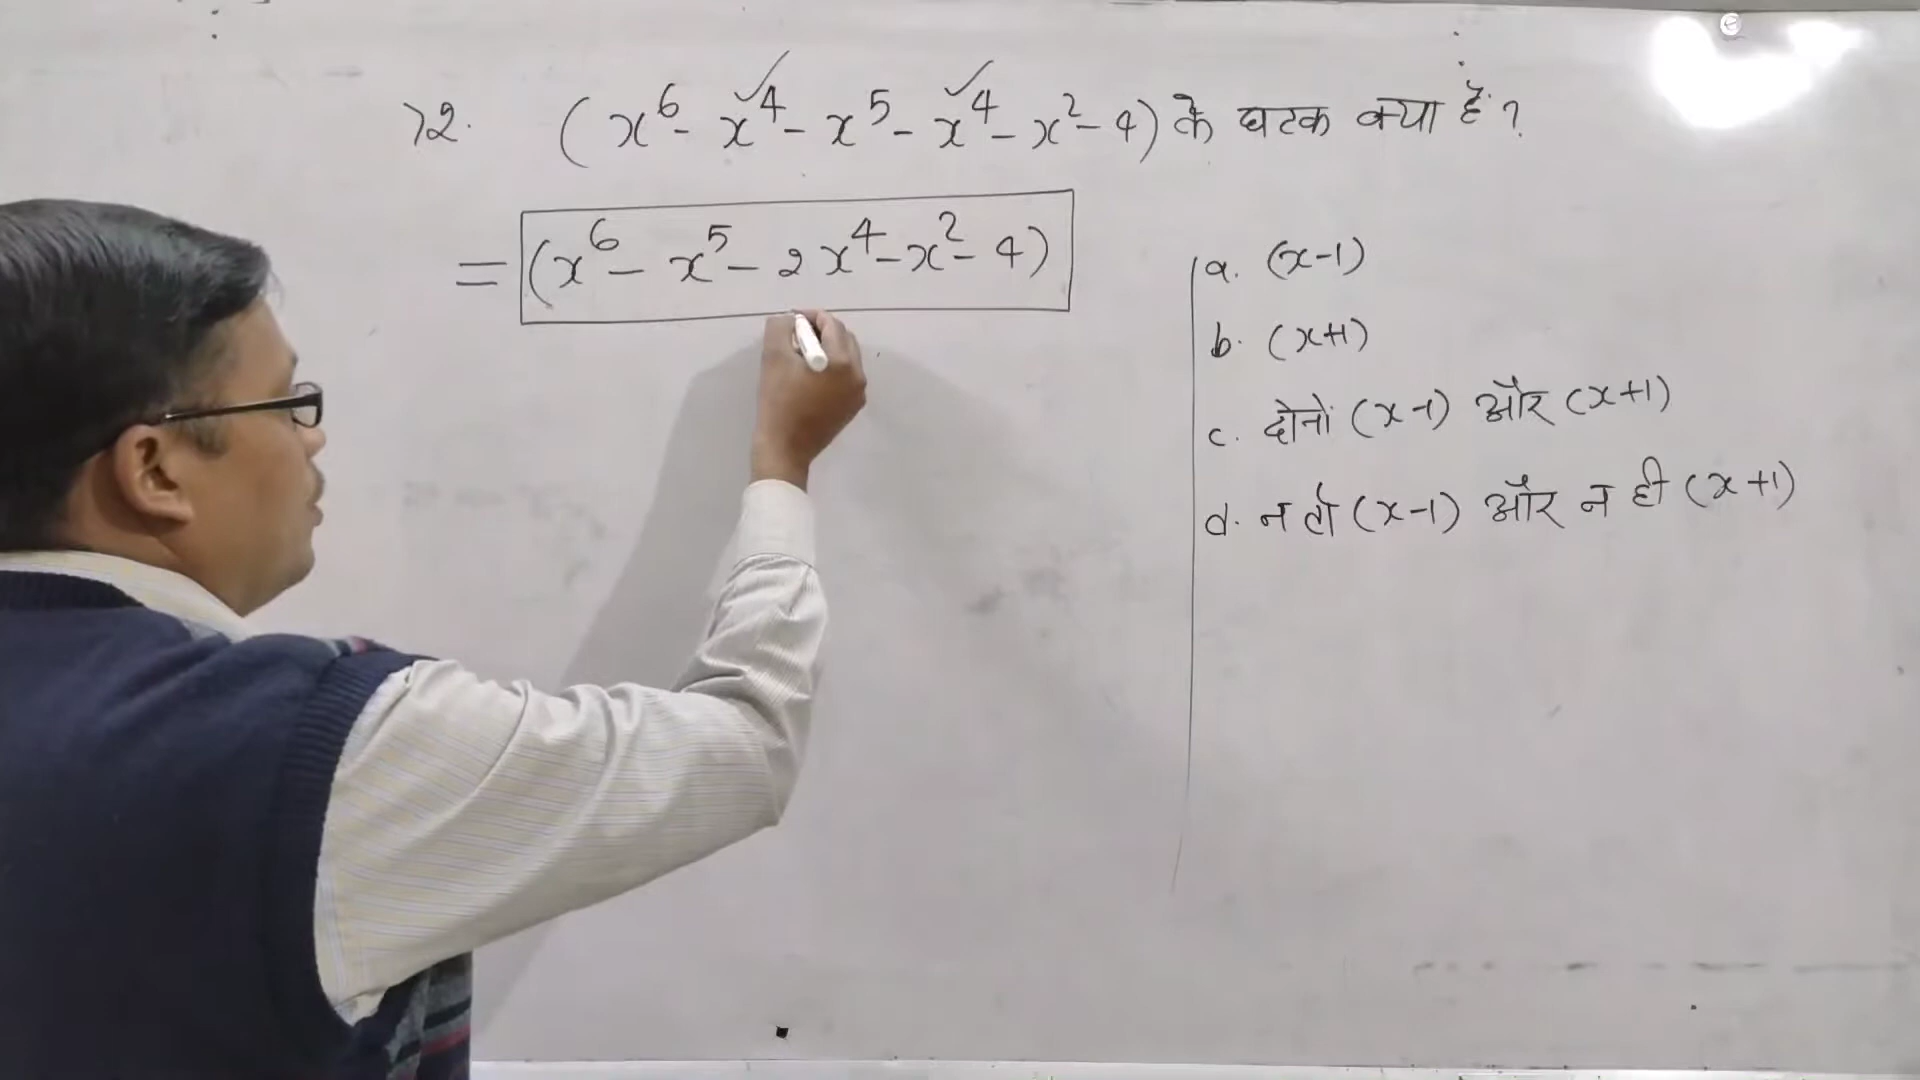 72. (x⁶ - x⁴ - x⁵ - x⁴ - x² - 4) के घटक क्या हैं ?
= (x⁶ - x⁵ - 2x⁴ - x² - 4)
a. (x-1)
b. (x+1)
c. दोनों (x-1) और (x+1)
d. न तो (x-1) और न ही (x+1)